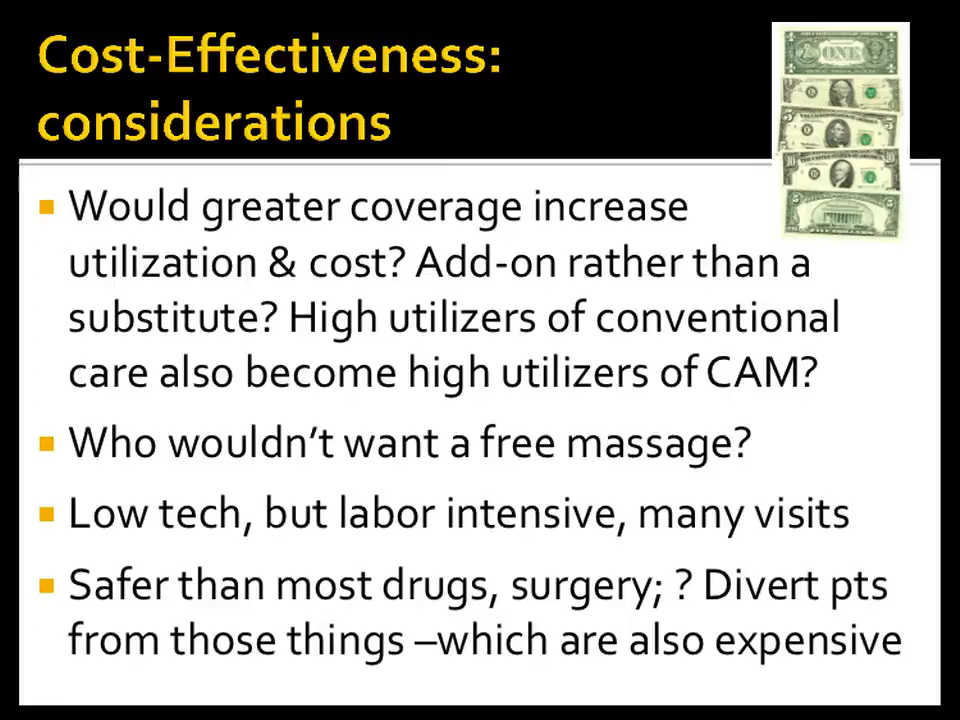 Cost-Effectiveness:
considerations
Would greater coverage increase
utilization & cost? Add-on rather than a
substitute? High utilizers of conventional
care also become high utilizers of CAM?
Who wouldn’t want a free massage?
Low tech, but labor intensive, many visits
Safer than most drugs, surgery; ? Divert pts
from those things –which are also expensive
ONE